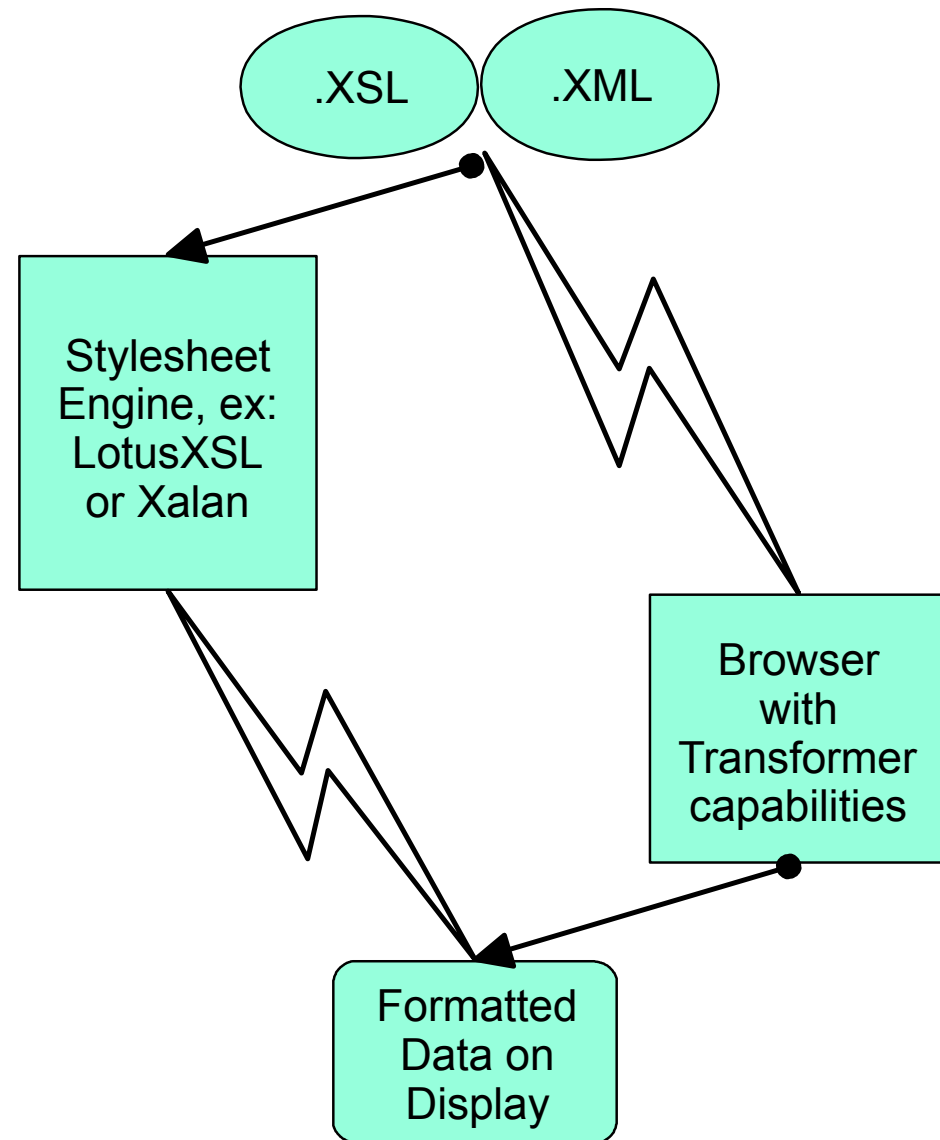 .XSL
.XML
Stylesheet
Engine, ex:
LotusXSL
or Xalan
Browser
with
Transformer
capabilities
Formatted
Data on
Display